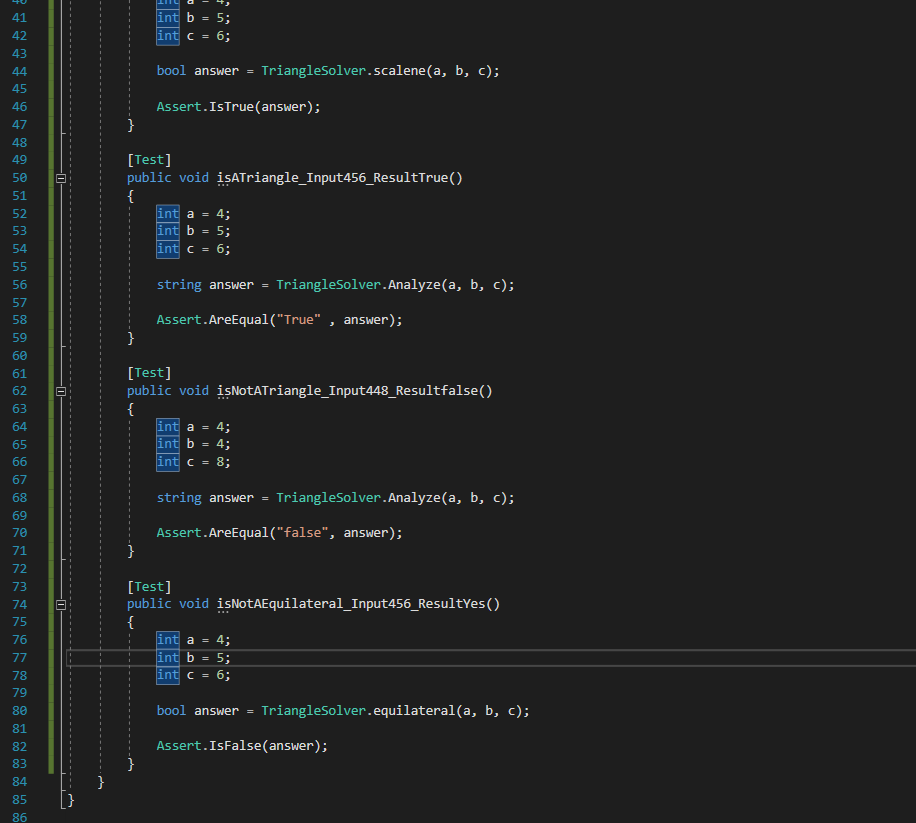 40 int a = 4;
41 int b = 5;
42 int c = 6;
43
44 bool answer = TriangleSolver.scalene(a, b, c);
45
46 Assert.IsTrue(answer);
47 }
48
49 [Test]
50 public void isATriangle_Input456_ResultTrue()
51 {
52 int a = 4;
53 int b = 5;
54 int c = 6;
55
56 string answer = TriangleSolver.Analyze(a, b, c);
57
58 Assert.AreEqual("True" , answer);
59 }
60
61 [Test]
62 public void isNotATriangle_Input448_Resultfalse()
63 {
64 int a = 4;
65 int b = 4;
66 int c = 8;
67
68 string answer = TriangleSolver.Analyze(a, b, c);
69
70 Assert.AreEqual("false", answer);
71 }
72
73 [Test]
74 public void isNotAEquilateral_Input456_ResultYes()
75 {
76 int a = 4;
77 int b = 5;
78 int c = 6;
79
80 bool answer = TriangleSolver.equilateral(a, b, c);
81
82 Assert.IsFalse(answer);
83 }
84 }
85 }
86